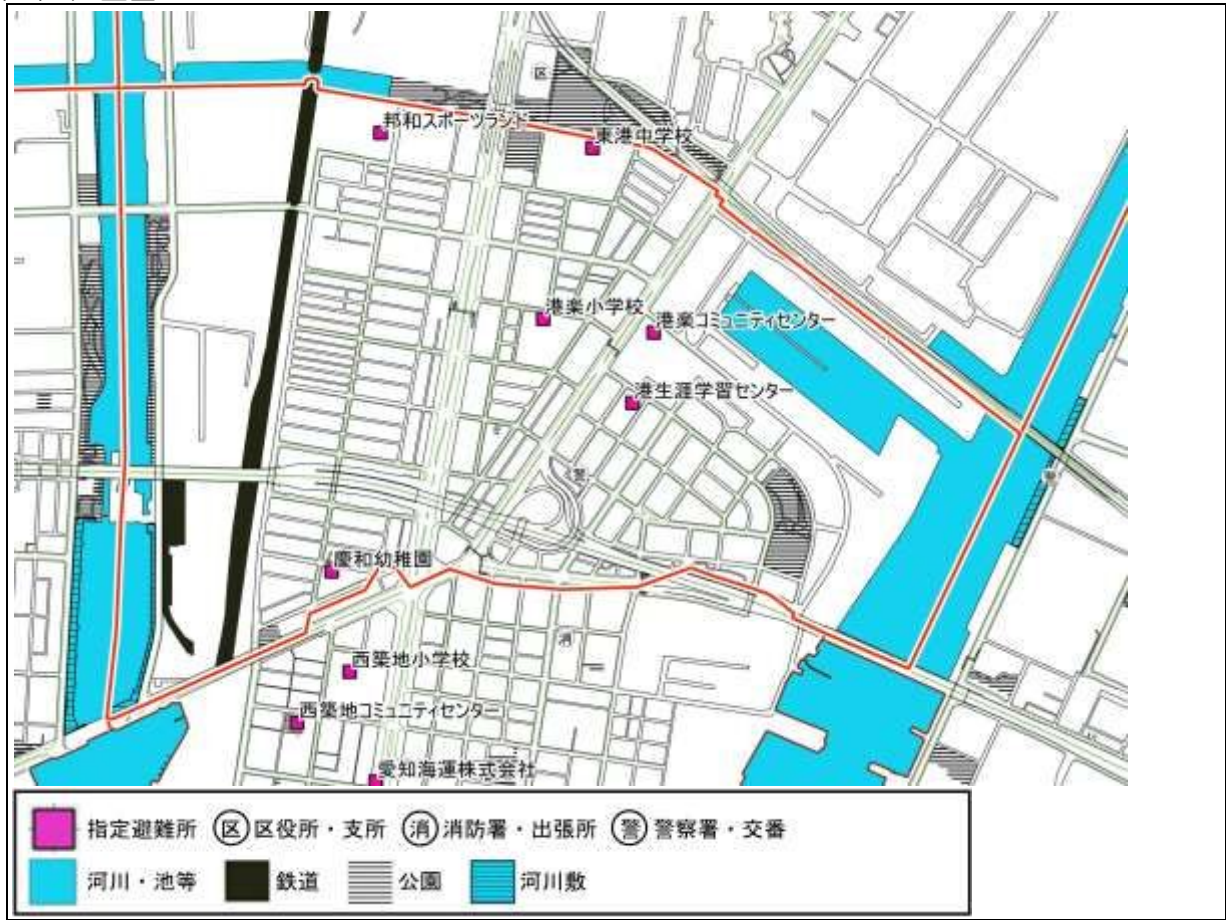 区
邦和スポーツランド
東港中学校
港楽小学校
港楽コミュニティセンター
港生涯学習センター
警
慶和幼稚園
消
西築地小学校
西築地コミュニティセンター
愛知海運株式会社
指定避難所 区 区役所・支所 消 消防署・出張所 警 警察署・交番
河川・池等 鉄道 公園 河川敷